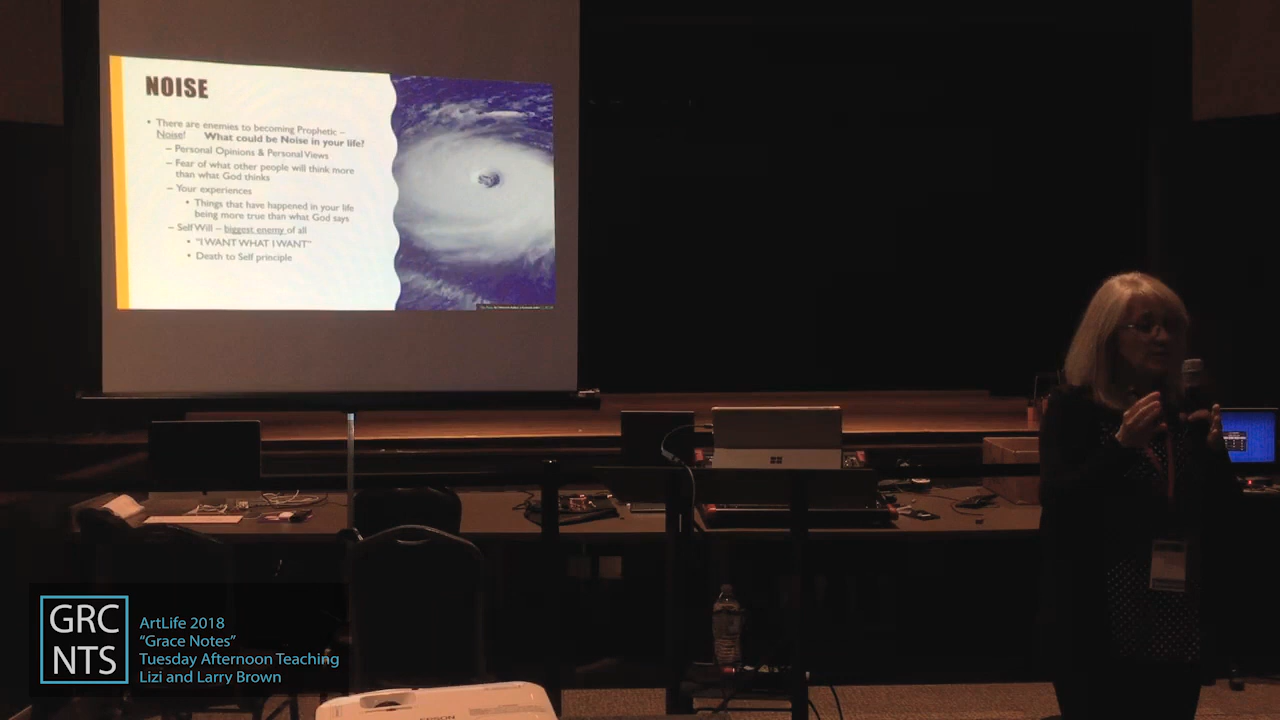 NOISE
• There are enemies to becoming Prophetic –
Noise! What could be Noise in your life?
– Personal Opinions & Personal Views
– Fear of what other people will think more
than what God thinks
– Your experiences
• Things that have happened in your life
being more true than what God says
– Self Will – biggest enemy of all
• "I WANT WHAT I WANT"
• Death to Self principle
GRC
NTS
ArtLife 2018
"Grace Notes"
Tuesday Afternoon Teaching
Lizi and Larry Brown
EPSON